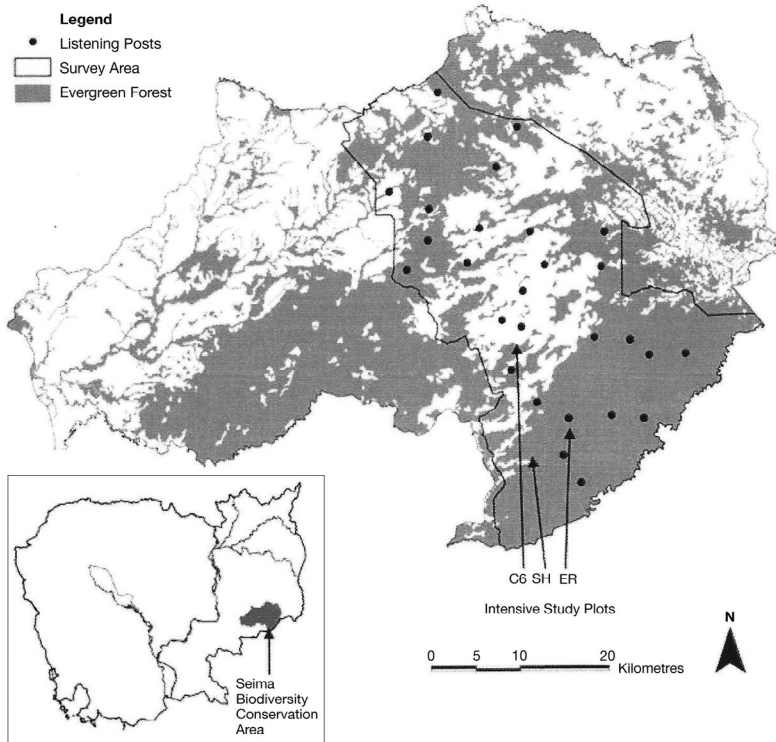 Legend
Listening Posts
Survey Area
Evergreen Forest
C6 SH ER
Intensive Study Plots
N
0 5 10 20
Kilometres
Seima
Biodiversity
Conservation
Area